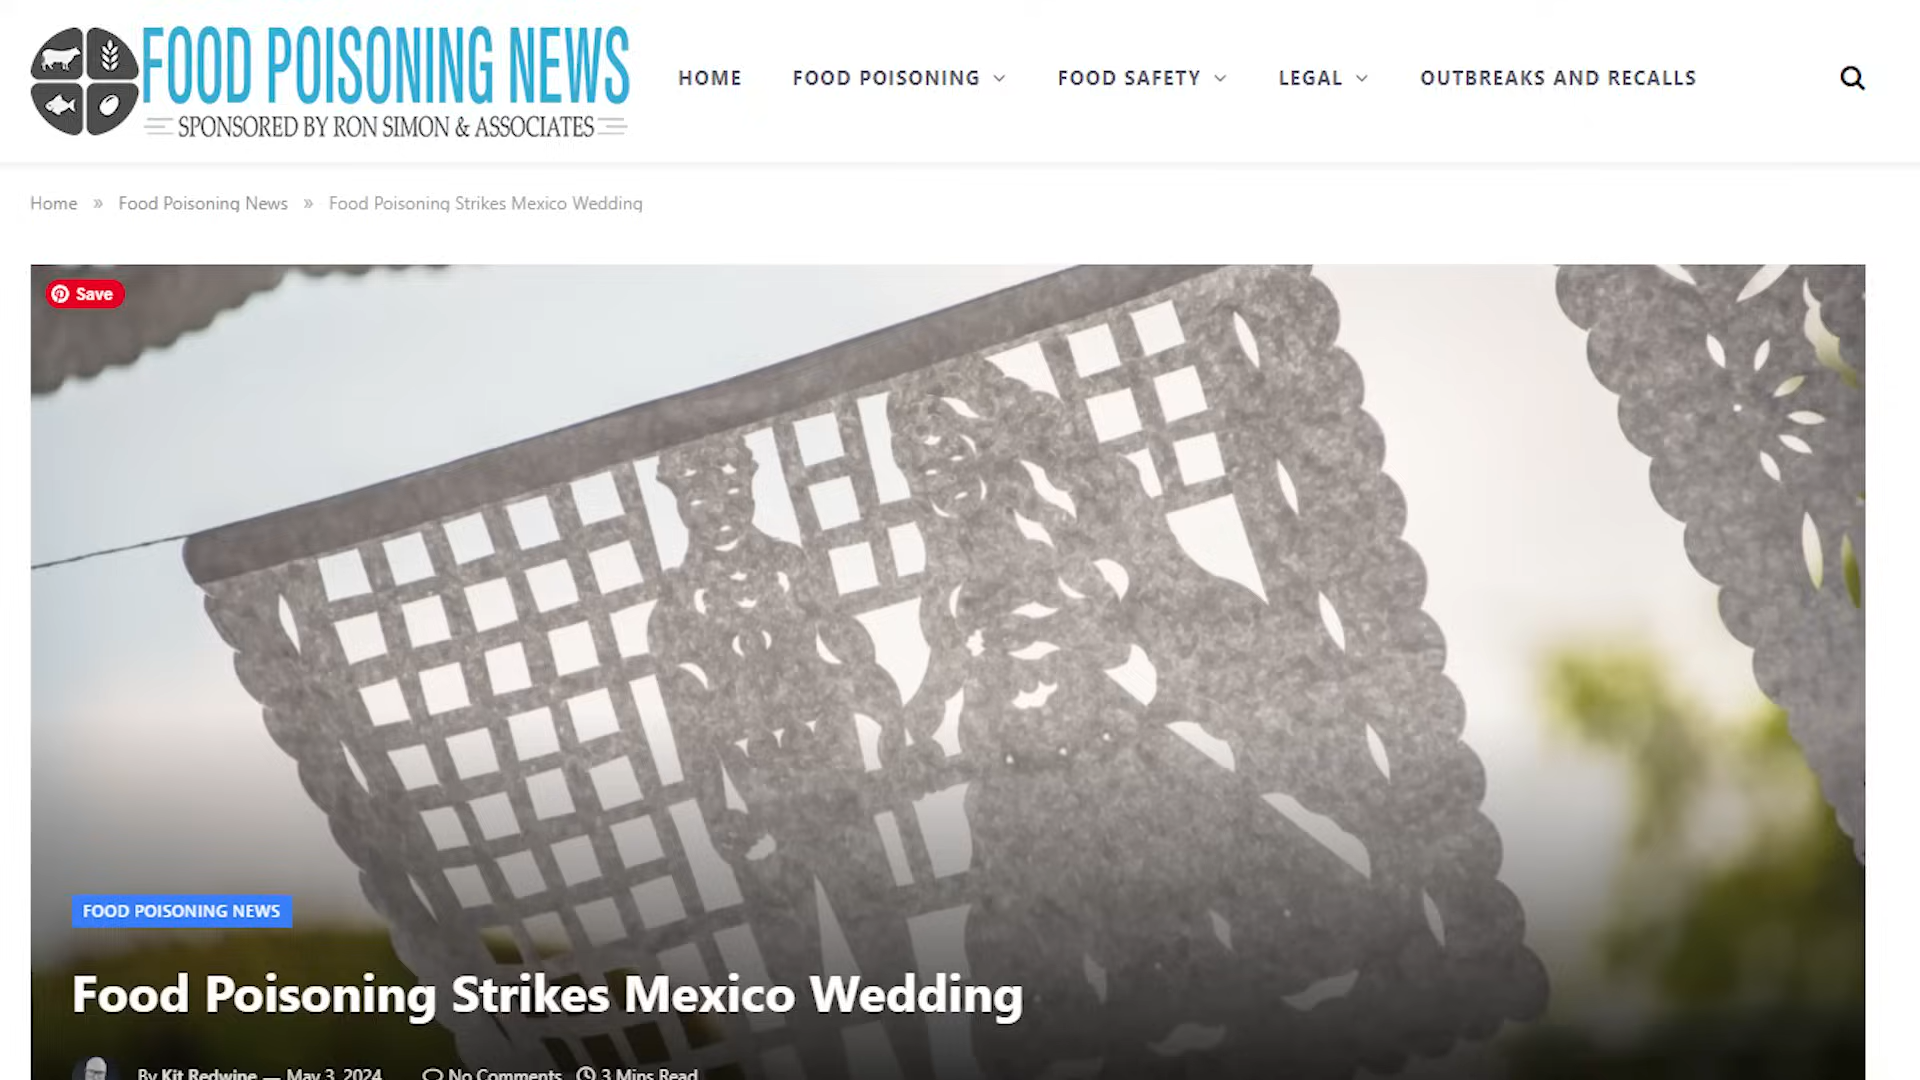 FOOD POISONING NEWS
SPONSORED BY RON SIMON & ASSOCIATES
HOME FOOD POISONING FOOD SAFETY LEGAL OUTBREAKS AND RECALLS
Home » Food Poisoning News » Food Poisoning Strikes Mexico Wedding
Save
FOOD POISONING NEWS
Food Poisoning Strikes Mexico Wedding
By Kit Redwine — May 3, 2024 No Comments 3 Mins Read